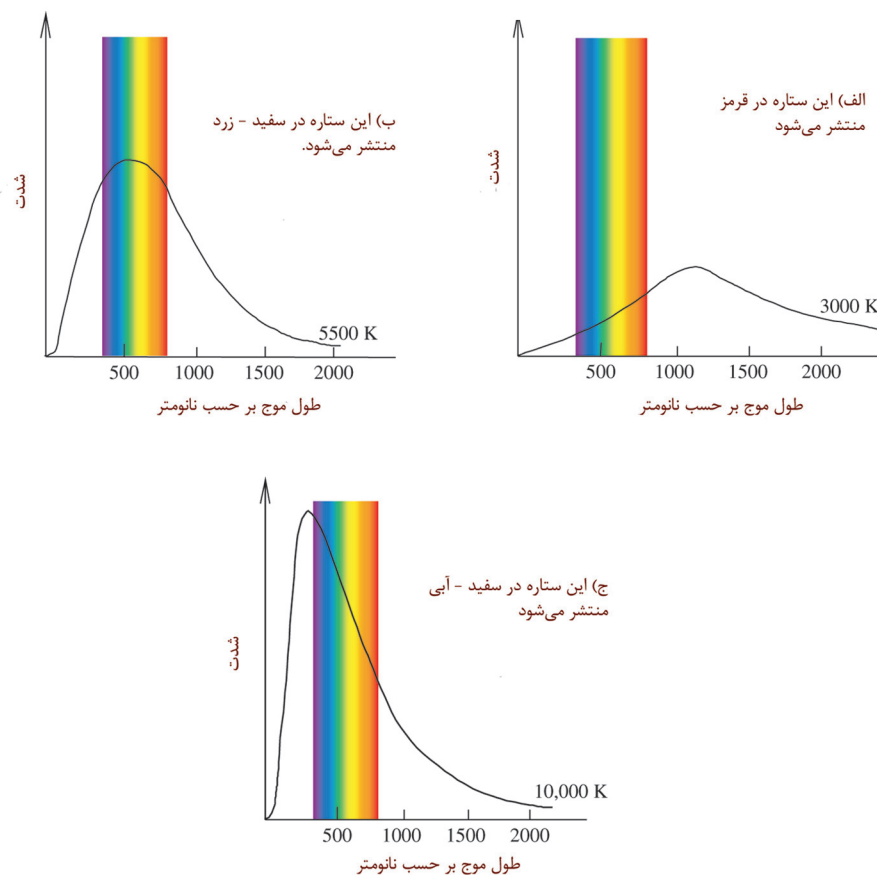 الف) این ستاره در قرمز
منتشر می‌شود
شدت
3000 K
500 1000 1500 2000
طول موج بر حسب نانومتر
ب) این ستاره در سفید - زرد
منتشر می‌شود.
شدت
5500 K
500 1000 1500 2000
طول موج بر حسب نانومتر
ج) این ستاره در سفید - آبی
منتشر می‌شود
شدت
10,000 K
500 1000 1500 2000
طول موج بر حسب نانومتر